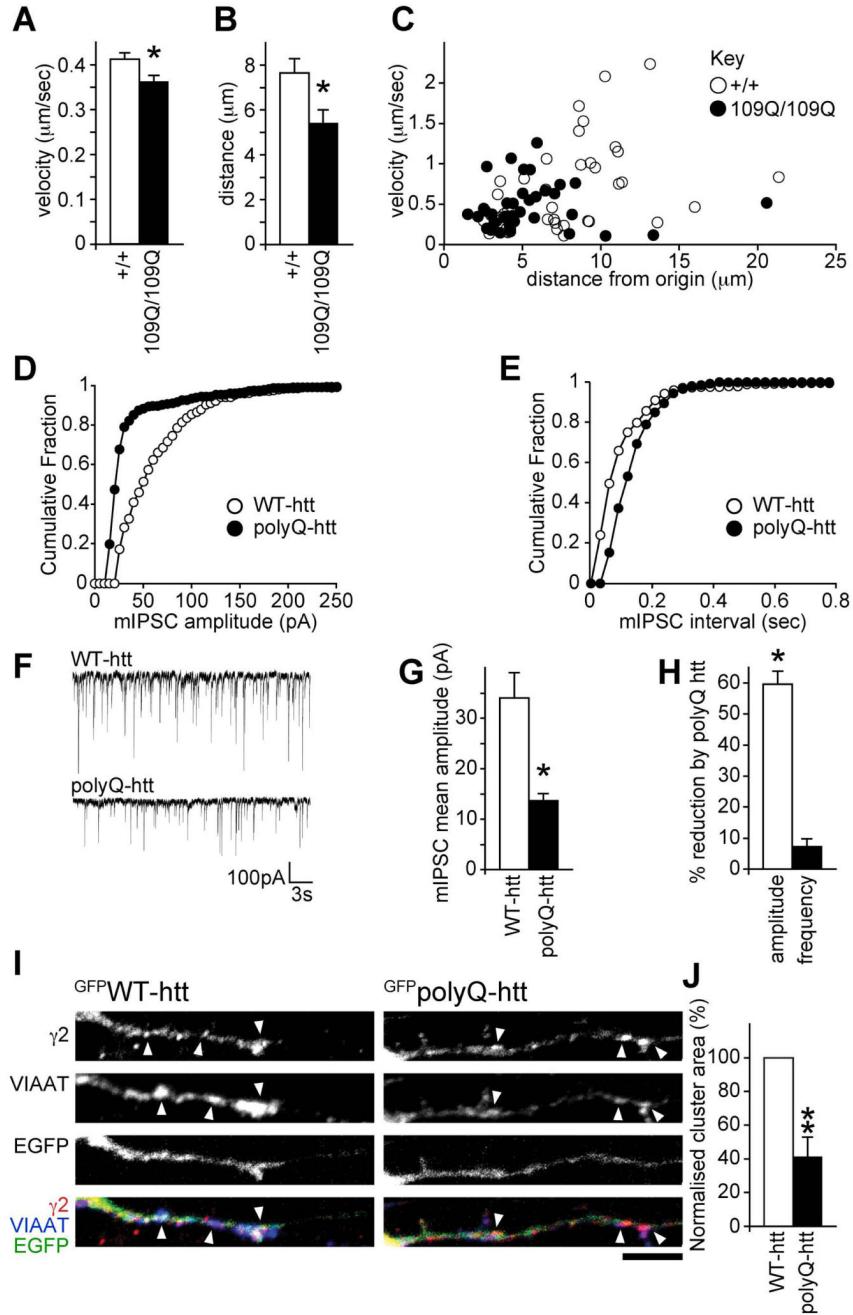 A
velocity (μm/sec)
0.4
0.3
0.2
0.1
0
*
+/+
109Q/109Q
B
distance (μm)
8
6
4
2
0
*
+/+
109Q/109Q
C
velocity (μm/sec)
2
1.5
1
0.5
0
Key
+/+
109Q/109Q
0 5 10 15 20 25
distance from origin (μm)
D
Cumulative Fraction
1
0.8
0.6
0.4
0.2
0
WT-htt
polyQ-htt
0 50 100 150 200 250
mIPSC amplitude (pA)
E
Cumulative Fraction
1
0.8
0.6
0.4
0.2
0
WT-htt
polyQ-htt
0 0.2 0.4 0.6 0.8
mIPSC interval (sec)
F
WT-htt
polyQ-htt
100pA
3s
G
mIPSC mean amplitude (pA)
30
20
10
0
*
WT-htt
polyQ-htt
H
% reduction by polyQ htt
60
50
40
30
20
10
0
*
amplitude
frequency
I
GFPWT-htt
GFPpolyQ-htt
γ2
VIAAT
EGFP
γ2
VIAAT
EGFP
J
Normalised cluster area (%)
100
80
60
40
20
0
**
WT-htt
polyQ-htt